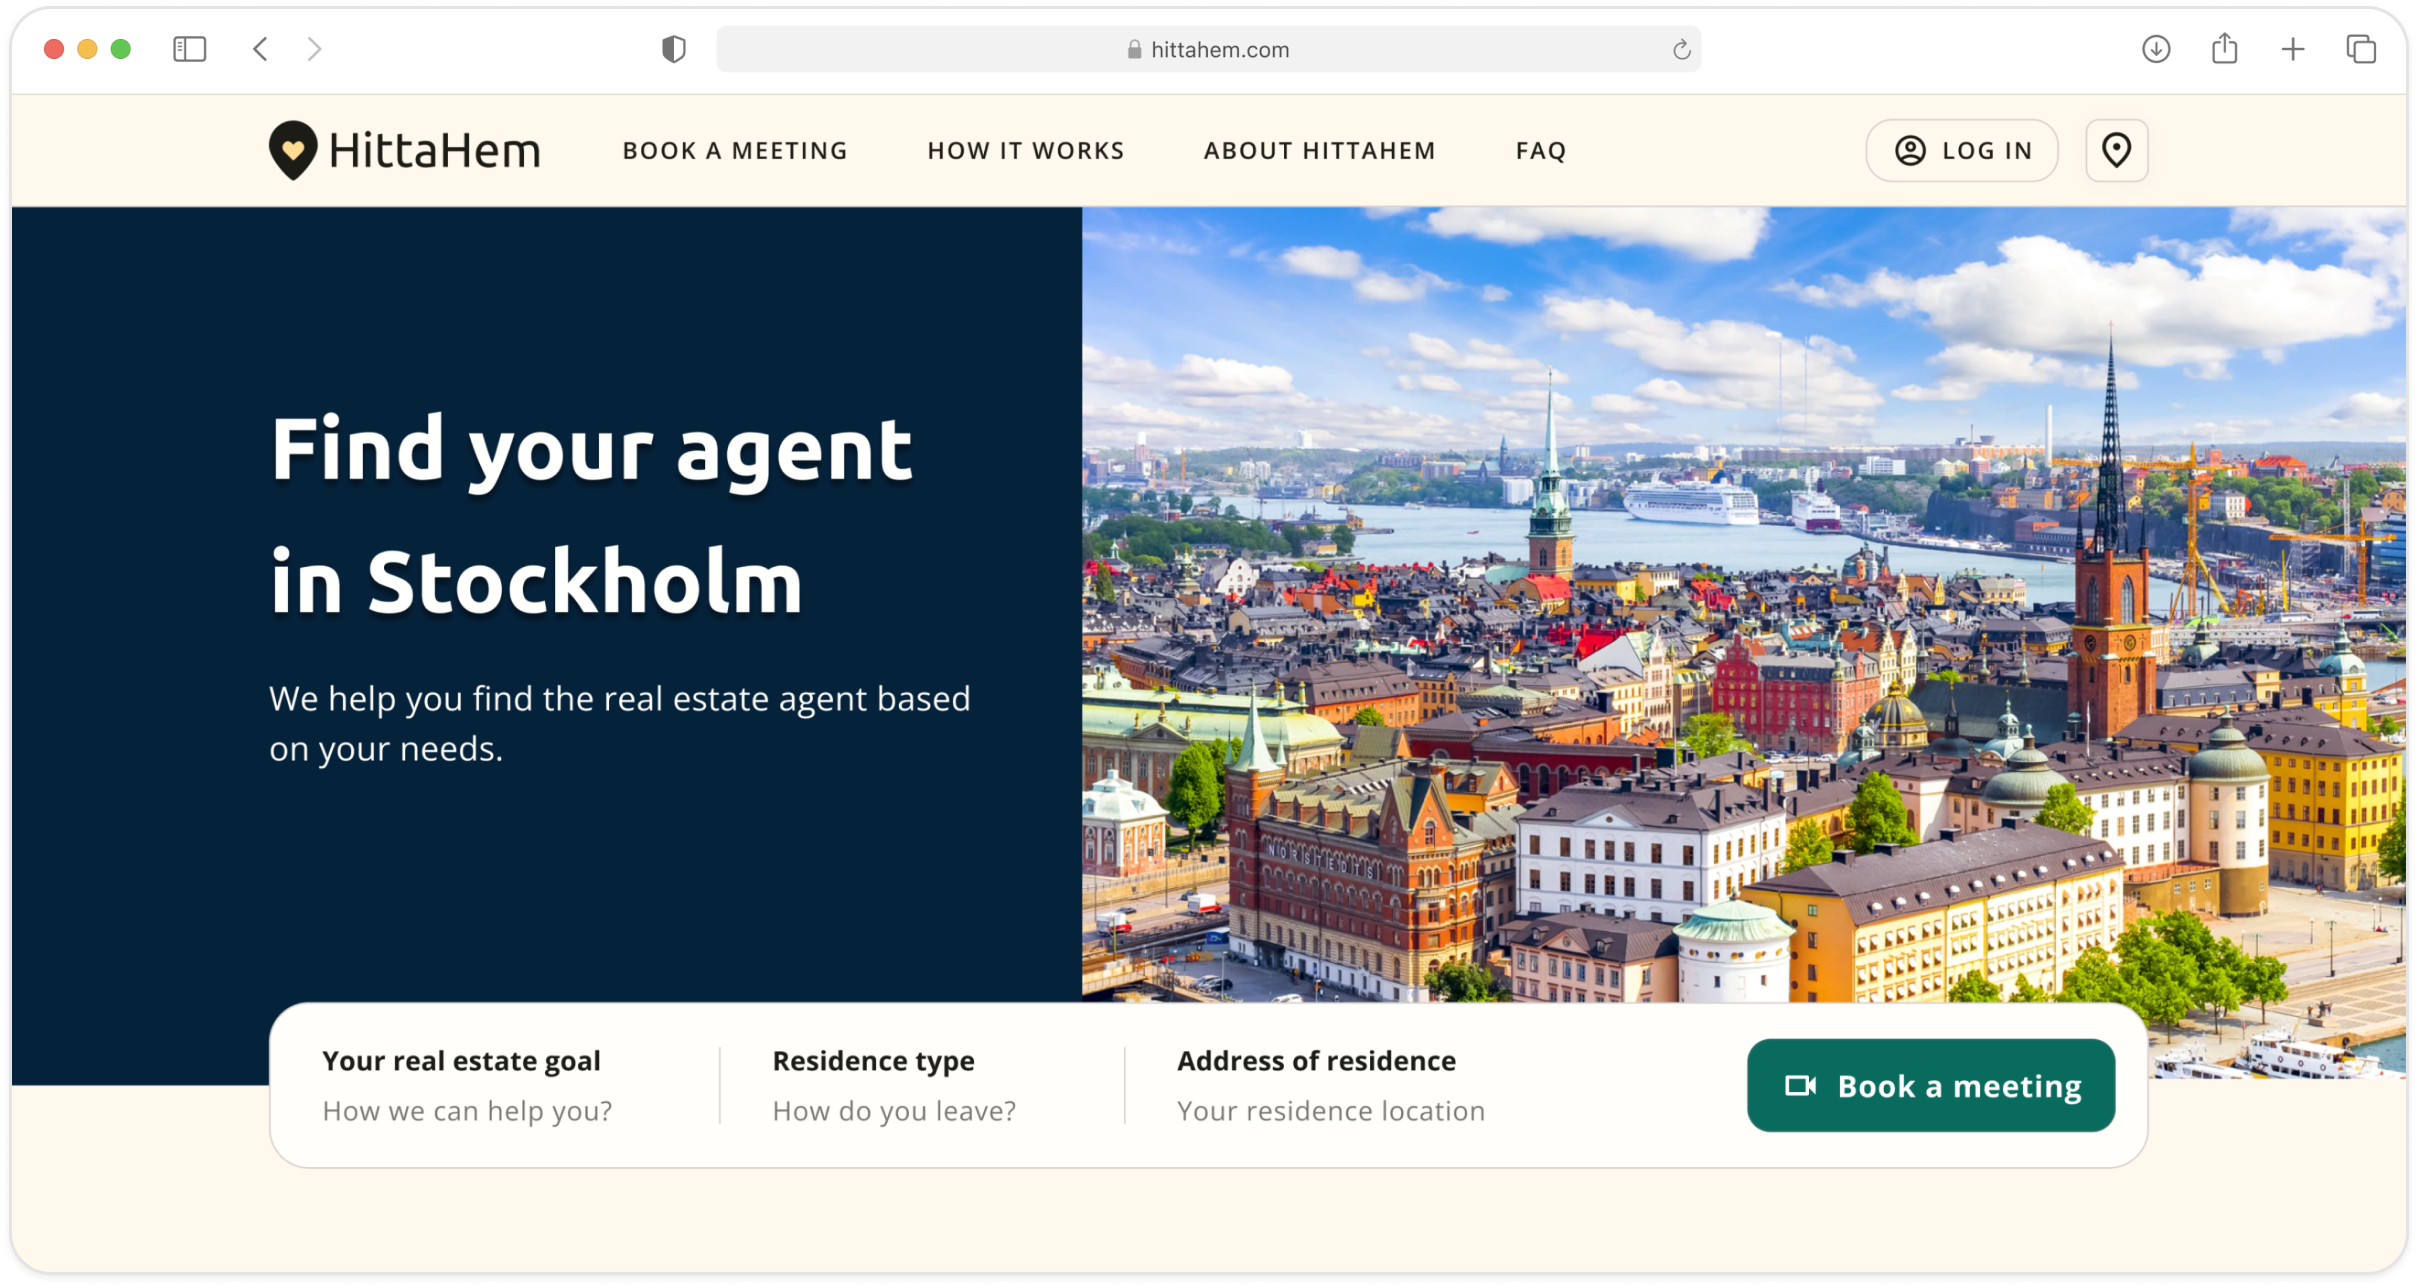 hittahem.com
HittaHem
BOOK A MEETING
HOW IT WORKS
ABOUT HITTAHEM
FAQ
LOG IN
Find your agent
in Stockholm
We help you find the real estate agent based
on your needs.
NORSTEDTS
Your real estate goal
How we can help you?
Residence type
How do you leave?
Address of residence
Your residence location
Book a meeting